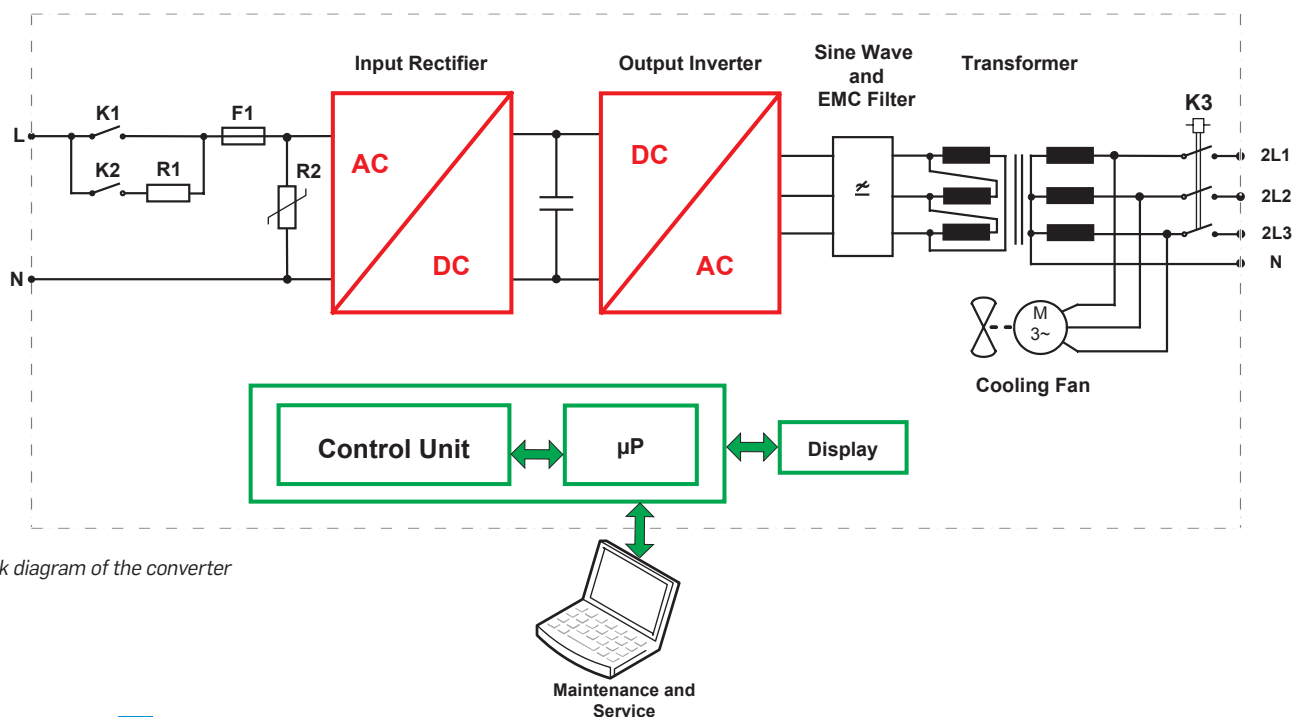 Input Rectifier
Output Inverter
Sine Wave
and
EMC Filter
Transformer
K1
F1
K3
L
K2
R1
R2
AC
DC
DC
AC
2L1
2L2
2L3
N
N
M
3~
Cooling Fan
Control Unit
µP
Display
k diagram of the converter
Maintenance and
Service